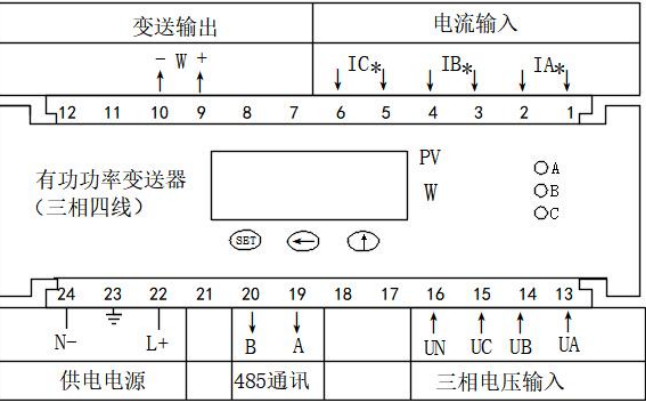 变送输出 电流输入
- W + IC* IB* IA*
12 11 10 9 8 7 6 5 4 3 2 1
有功功率变送器
（三相四线）
PV
W
A
B
C
SET
24 23 22 21 20 19 18 17 16 15 14 13
N- L+ B A UN UC UB UA
供电电源 485通讯 三相电压输入